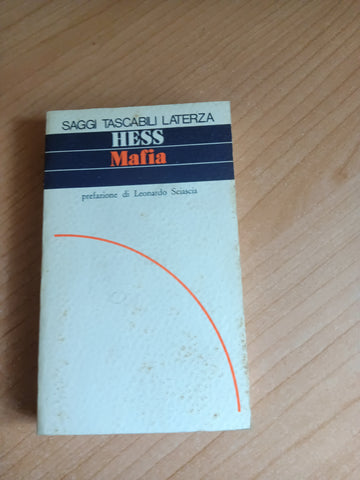 SAGGI TASCABILI LATERZA
HESS
Mafia
prefazione di Leonardo Sciascia